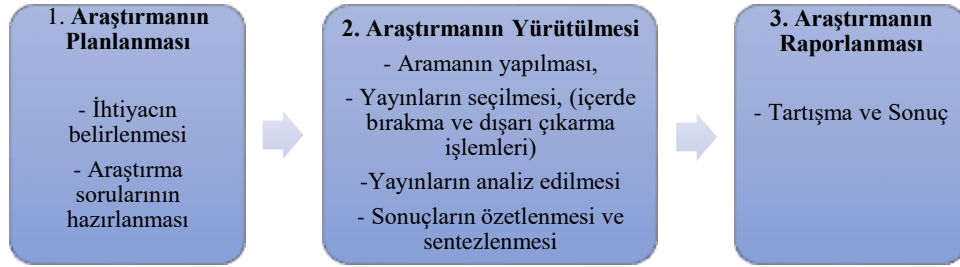 1. Araştırmanın
Planlanması
- İhtiyacın
belirlenmesi
- Araştırma
sorularının
hazırlanması
2. Araştırmanın Yürütülmesi
- Aramanın yapılması,
- Yayınların seçilmesi, (içerde
bırakma ve dışarı çıkarma
işlemleri)
-Yayınların analiz edilmesi
- Sonuçların özetlenmesi ve
sentezlenmesi
3. Araştırmanın
Raporlanması
- Tartışma ve Sonuç